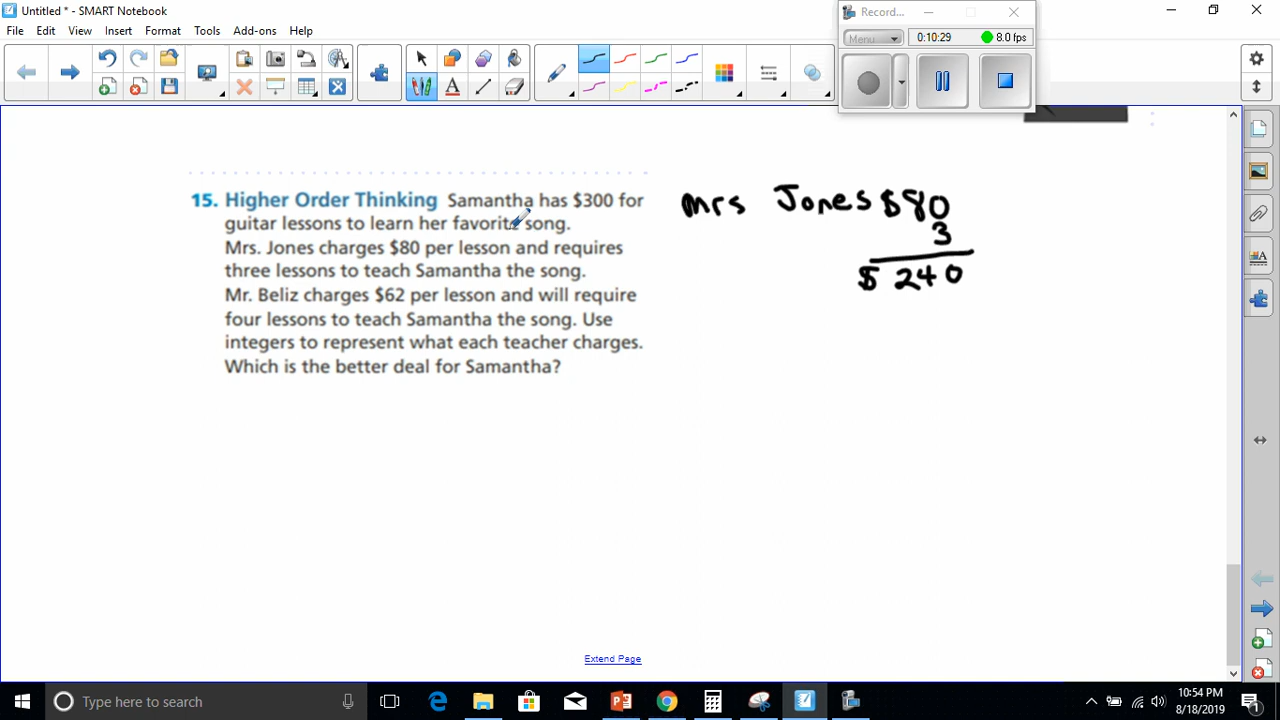 Untitled * - SMART Notebook
File Edit View Insert Format Tools Add-ons Help
Record...
Menu 0:10:29 8.0 fps
15. Higher Order Thinking Samantha has $300 for
guitar lessons to learn her favorite song.
Mrs. Jones charges $80 per lesson and requires
three lessons to teach Samantha the song.
Mr. Beliz charges $62 per lesson and will require
four lessons to teach Samantha the song. Use
integers to represent what each teacher charges.
Which is the better deal for Samantha?
Mrs Jones $80
3
$ 240
Extend Page
Type here to search
10:54 PM
8/18/2019
1